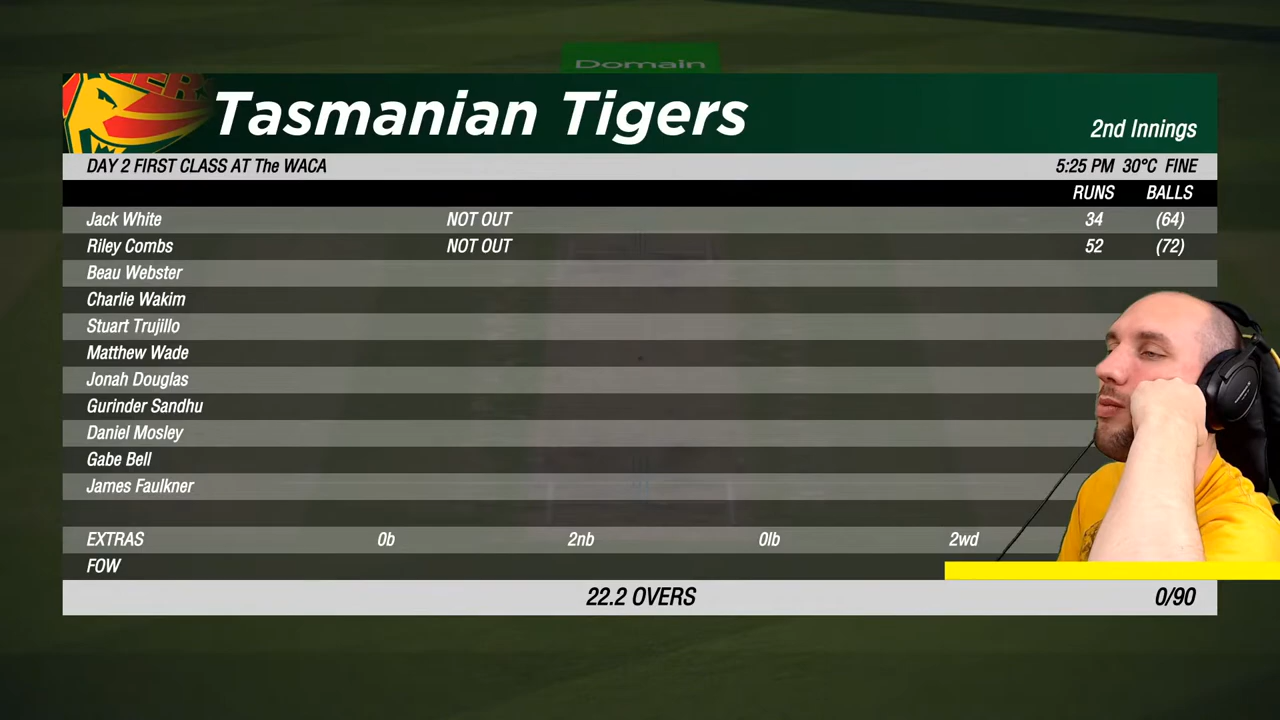 Domain
TIGERS
Tasmanian Tigers
2nd Innings
DAY 2 FIRST CLASS AT The WACA 5:25 PM 30°C FINE
RUNS BALLS
Jack White NOT OUT 34 (64)
Riley Combs NOT OUT 52 (72)
Beau Webster
Charlie Wakim
Stuart Trujillo
Matthew Wade
Jonah Douglas
Gurinder Sandhu
Daniel Mosley
Gabe Bell
James Faulkner
EXTRAS 0b 2nb 0lb 2wd
FOW
22.2 OVERS 0/90